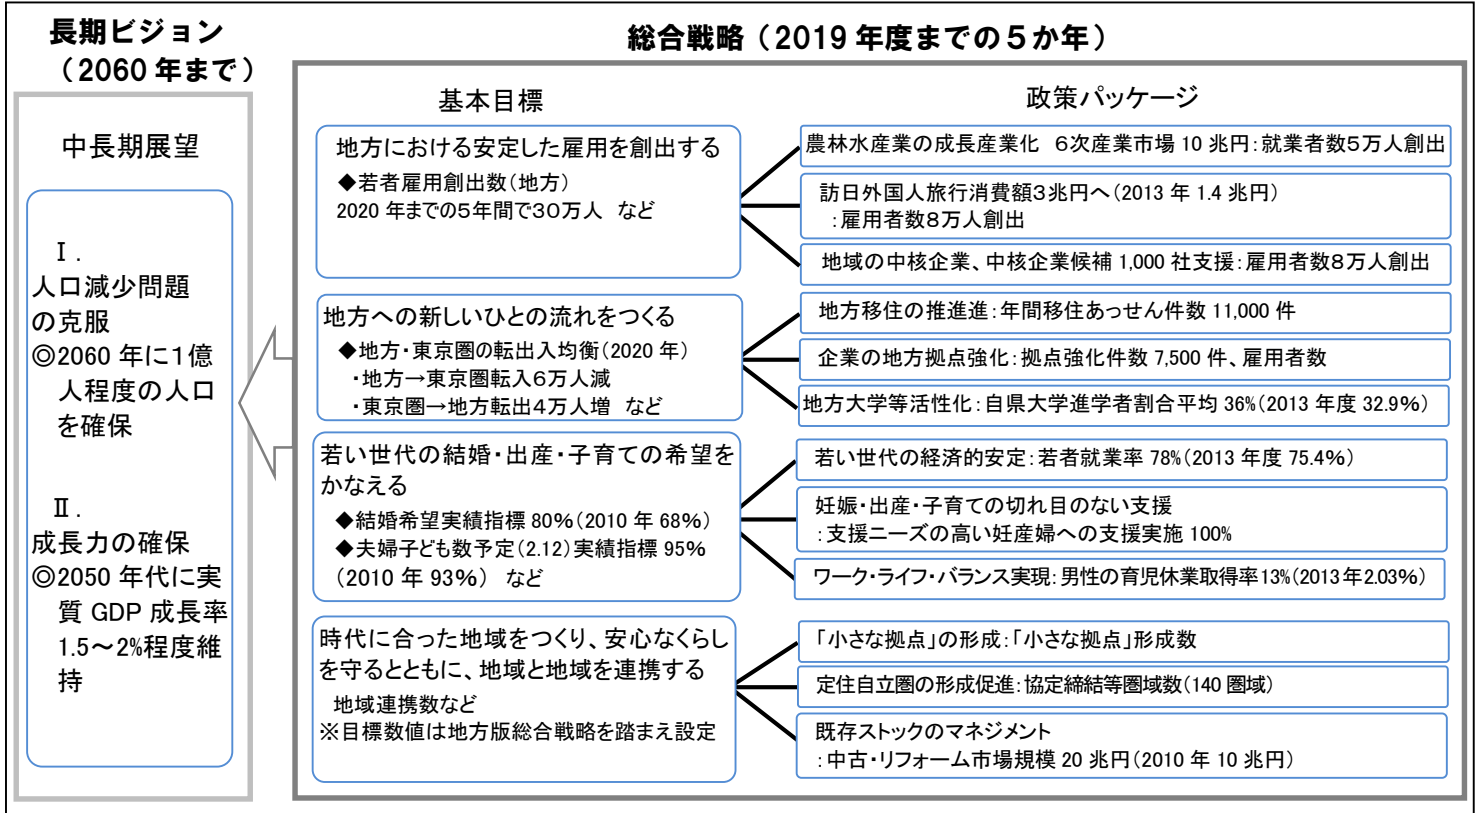 長期ビジョン
（2060 年まで）
中長期展望
Ⅰ．
人口減少問題
の克服
◎2060 年に１億
人程度の人口
を確保
Ⅱ．
成長力の確保
◎2050 年代に実
質 GDP 成長率
1.5～2%程度維
持
総合戦略（2019 年度までの５か年）
基本目標
政策パッケージ
地方における安定した雇用を創出する
◆若者雇用創出数（地方）
2020 年までの５年間で３０万人　など
農林水産業の成長産業化　６次産業市場 10 兆円：就業者数５万人創出
訪日外国人旅行消費額３兆円へ（2013 年 1.4 兆円）
：雇用者数８万人創出
地域の中核企業、中核企業候補 1,000 社支援：雇用者数８万人創出
地方への新しいひとの流れをつくる
◆地方・東京圏の転出入均衡（2020 年）
・地方→東京圏転入６万人減
・東京圏→地方転出４万人増　など
地方移住の推進進：年間移住あっせん件数 11,000 件
企業の地方拠点強化：拠点強化件数 7,500 件、雇用者数
地方大学等活性化：自県大学進学者割合平均 36%（2013 年度 32.9%）
若い世代の結婚・出産・子育ての希望を
かなえる
◆結婚希望実績指標 80%（2010 年 68%）
◆夫婦子ども数予定（2.12）実績指標 95%
（2010 年 93%）　など
若い世代の経済的安定：若者就業率 78%（2013 年度 75.4%）
妊娠・出産・子育ての切れ目のない支援
：支援ニーズの高い妊産婦への支援実施 100%
ワーク・ライフ・バランス実現：男性の育児休業取得率 13%（2013 年 2.03%）
時代に合った地域をつくり、安心なくらし
を守るとともに、地域と地域を連携する
地域連携数など
※目標数値は地方版総合戦略を踏まえ設定
「小さな拠点」の形成：「小さな拠点」形成数
定住自立圏の形成促進：協定締結等圏域数（140 圏域）
既存ストックのマネジメント
：中古・リフォーム市場規模 20 兆円（2010 年 10 兆円）